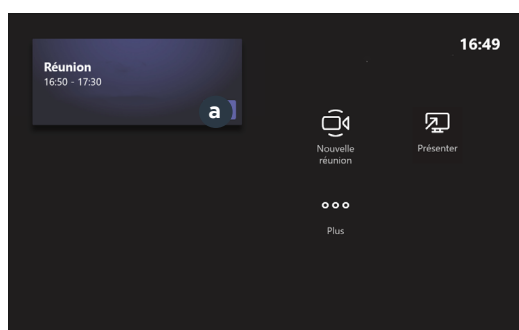 16:49
Réunion
16:50 - 17:30
a
Nouvelle
réunion
Présenter
Plus